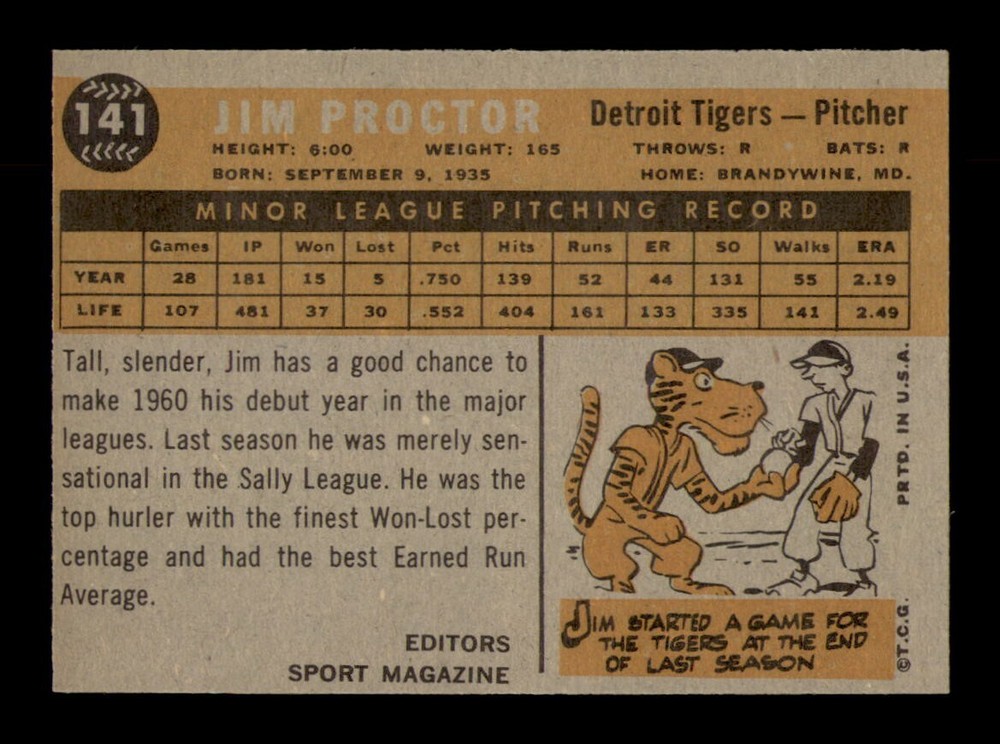 141
JIM PROCTOR
Detroit Tigers — Pitcher
HEIGHT: 6:00 WEIGHT: 165 THROWS: R BATS: R
BORN: SEPTEMBER 9, 1935 HOME: BRANDYWINE, MD.
MINOR LEAGUE PITCHING RECORD
Games IP Won Lost Pct Hits Runs ER SO Walks ERA
YEAR 28 181 15 5 .750 139 52 44 131 55 2.19
LIFE 107 481 37 30 .552 404 161 133 335 141 2.49
Tall, slender, Jim has a good chance to
make 1960 his debut year in the major
leagues. Last season he was merely sen-
sational in the Sally League. He was the
top hurler with the finest Won-Lost per-
centage and had the best Earned Run
Average.
EDITORS
SPORT MAGAZINE
JIM STARTED A GAME FOR
THE TIGERS AT THE END
OF LAST SEASON
©T.C.G. PRTD. IN U.S.A.